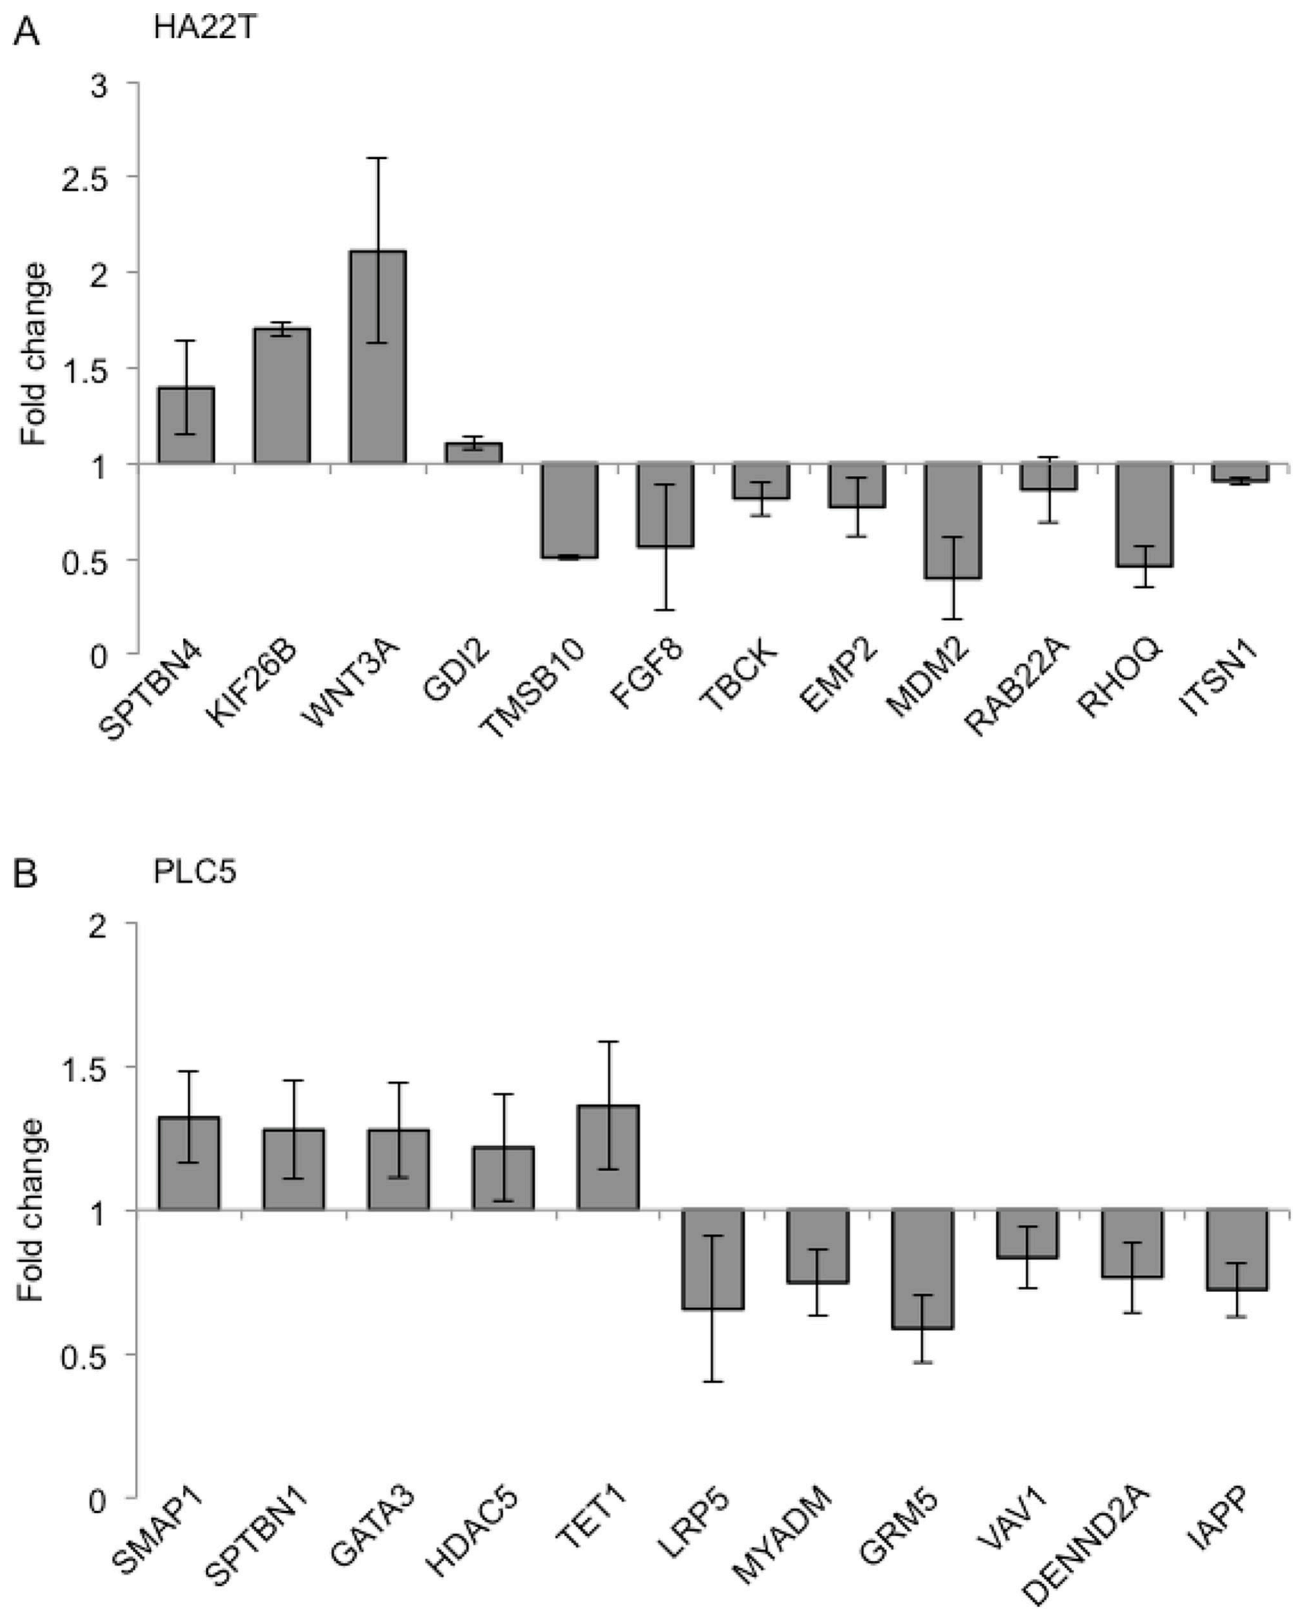 A HA22T
3
2.5
2
1.5
1
0.5
0
Fold change
SPTBN4 KIF26B WNT3A GDI2 TMSB10 FGF8 TBCK EMP2 MDM2 RAB22A RHOQ ITSN1
B PLC5
2
1.5
1
0.5
0
Fold change
SMAP1 SPTBN1 GATA3 HDAC5 TET1 LRP5 MYADM GRM5 VAV1 DENND2A IAPP